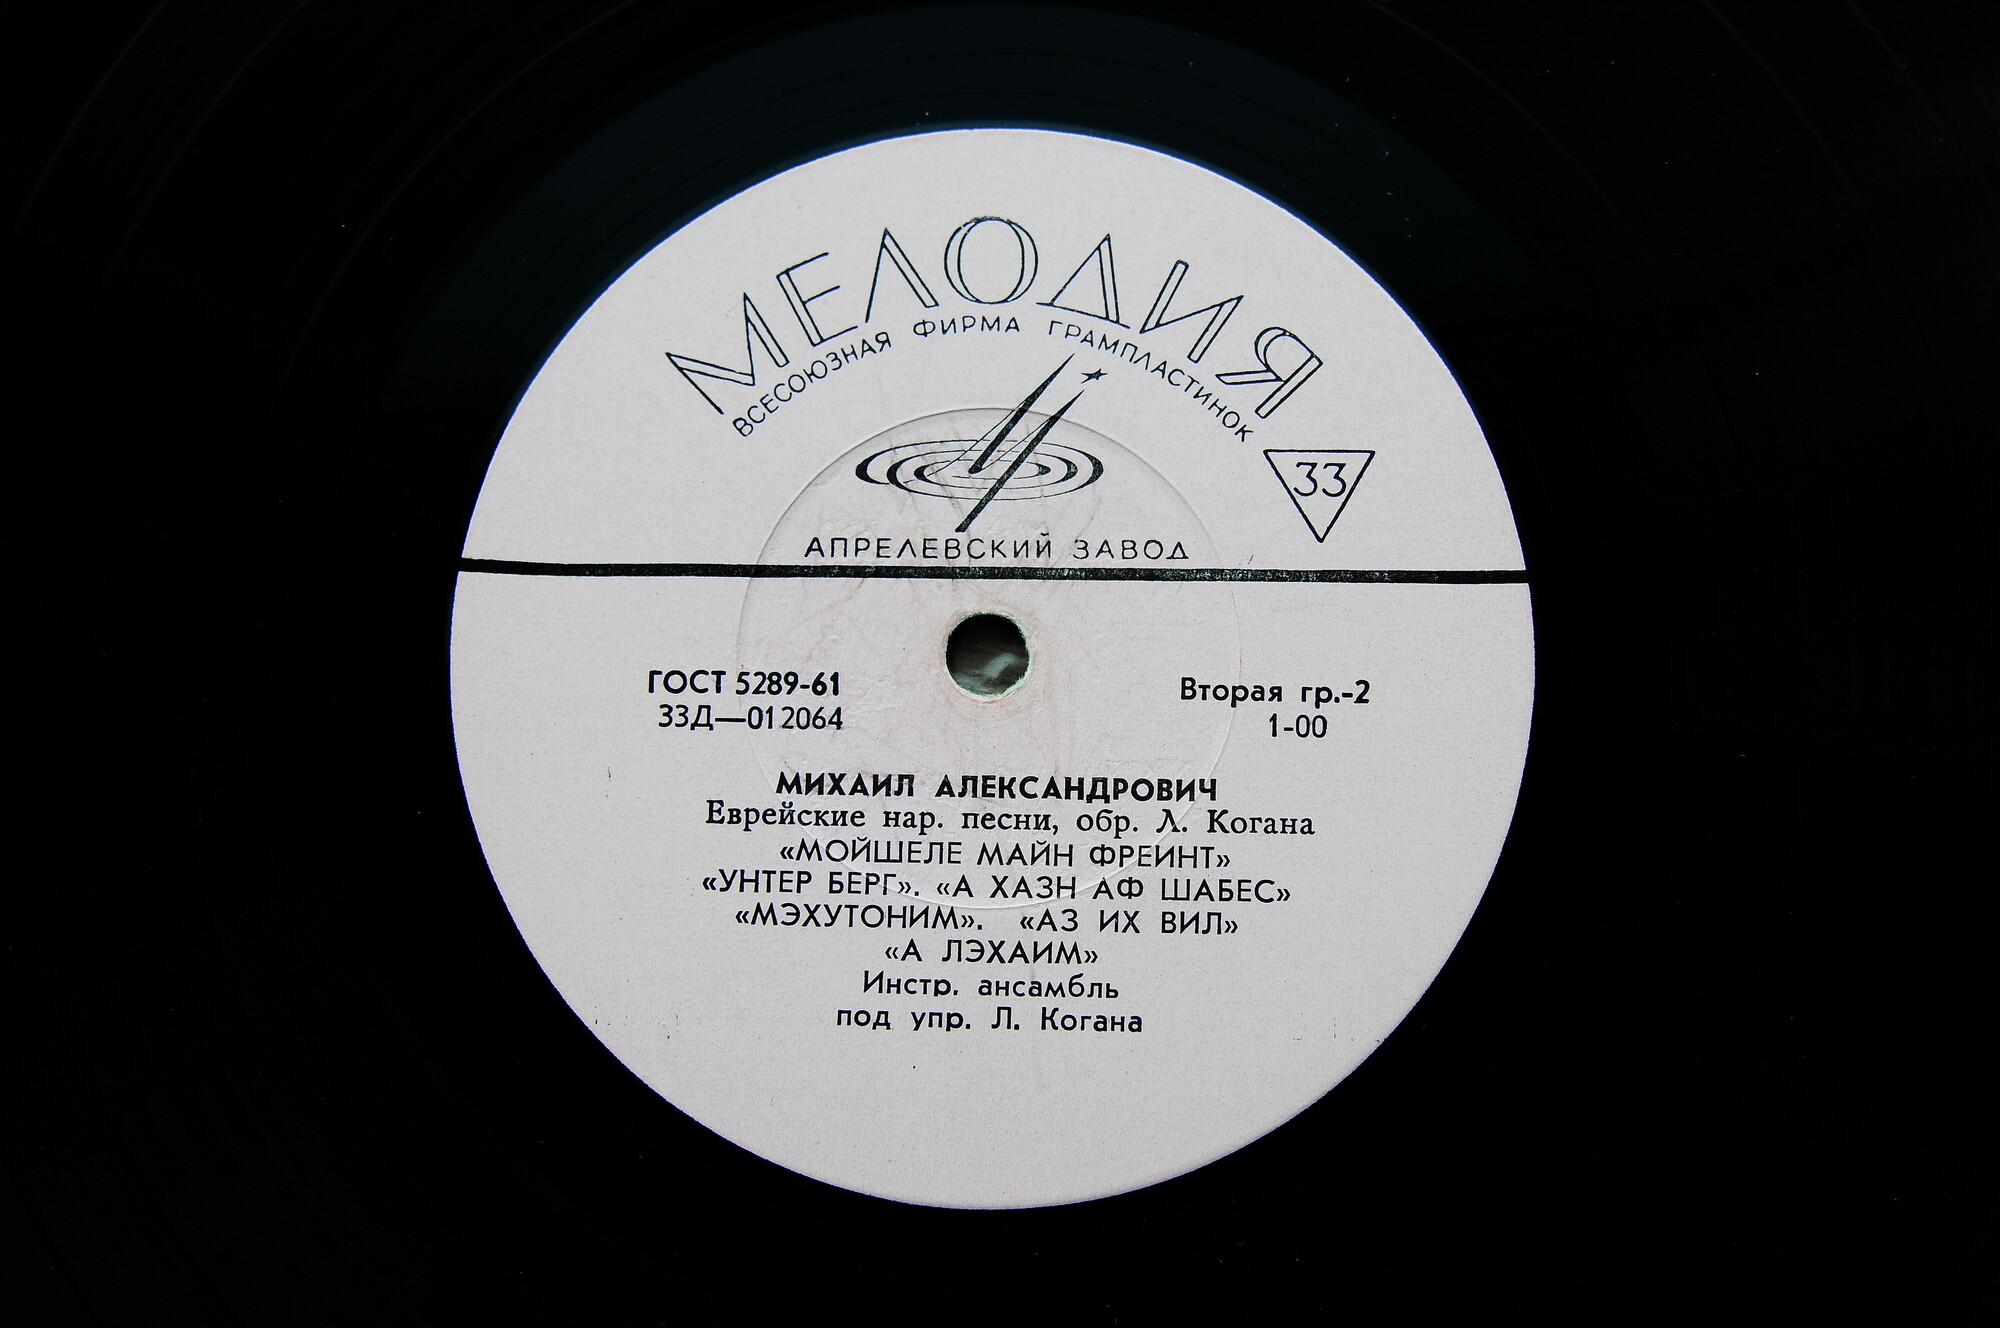 МЕЛОДИЯ
ВСЕСОЮЗНАЯ ФИРМА ГРАМПЛАСТИНОК
33
АПРЕЛЕВСКИЙ ЗАВОД
ГОСТ 5289-61
33Д—012064
Вторая гр.-2
1-00
МИХАИЛ АЛЕКСАНДРОВИЧ
Еврейские нар. песни, обр. Л. Когана
«МОЙШЕЛЕ МАЙН ФРЕИНТ»
«УНТЕР БЕРГ». «А ХАЗН АФ ШАБЕС»
«МЭХУТОНИМ». «АЗ ИХ ВИЛ»
«А ЛЭХАИМ»
Инстр. ансамбль
под упр. Л. Когана